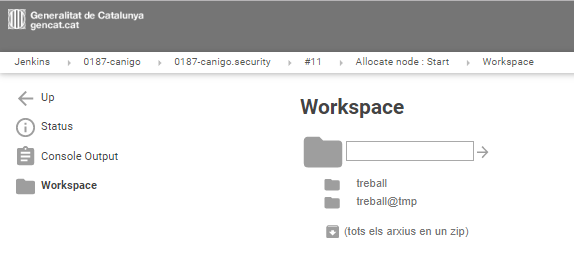 Generalitat de Catalunya
gencat.cat
Jenkins 0187-canigo 0187-canigo.security #11 Allocate node : Start Workspace
Up
Status
Console Output
Workspace
Workspace
treball
treball@tmp
(tots els arxius en un zip)